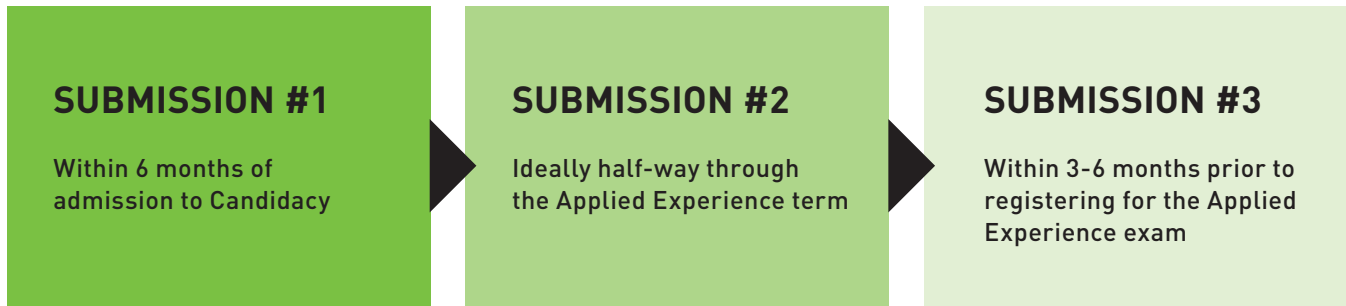 SUBMISSION #1
Within 6 months of
admission to Candidacy
SUBMISSION #2
Ideally half-way through
the Applied Experience term
SUBMISSION #3
Within 3-6 months prior to
registering for the Applied
Experience exam